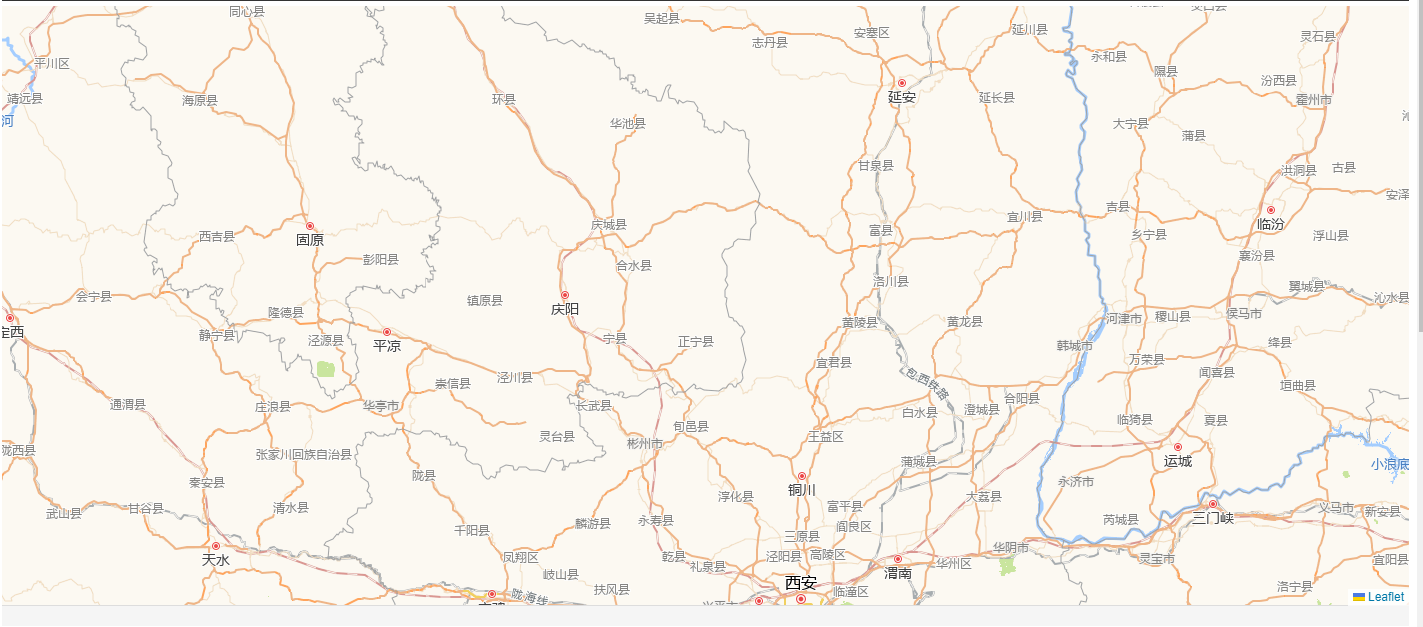 同心县
吴起县
志丹县
安塞区
延川县
灵石县
平川区
永和县
隰县
汾西县
靖远县
海原县
环县
延安
延长县
霍州市
河
华池县
大宁县
蒲县
甘泉县
洪洞县
古县
安泽
固原
西吉县
庆城县
富县
宜川县
吉县
临汾
乡宁县
浮山县
彭阳县
合水县
襄汾县
会宁县
镇原县
庆阳
洛川县
翼城县
沁水县
隆德县
黄陵县
黄龙县
河津市
稷山县
侯马市
定西
静宁县
泾源县
平凉
宁县
正宁县
韩城市
绛县
宜君县
万荣县
闻喜县
崇信县
泾川县
包西铁路
垣曲县
通渭县
庄浪县
华亭市
长武县
白水县
澄城县
合阳县
临猗县
夏县
旬邑县
灵台县
彬州市
王益区
陇西县
张家川回族自治县
蒲城县
运城
小浪底
秦安县
陇县
铜川
永济市
淳化县
大荔县
武山县
甘谷县
清水县
富平县
三门峡
义马市
新安县
千阳县
麟游县
永寿县
阎良区
芮城县
三原县
天水
凤翔区
乾县
泾阳县
高陵区
华阴市
灵宝市
宜阳县
礼泉县
渭南
华州区
岐山县
西安
扶风县
临潼区
洛宁县
陇海线
Leaflet